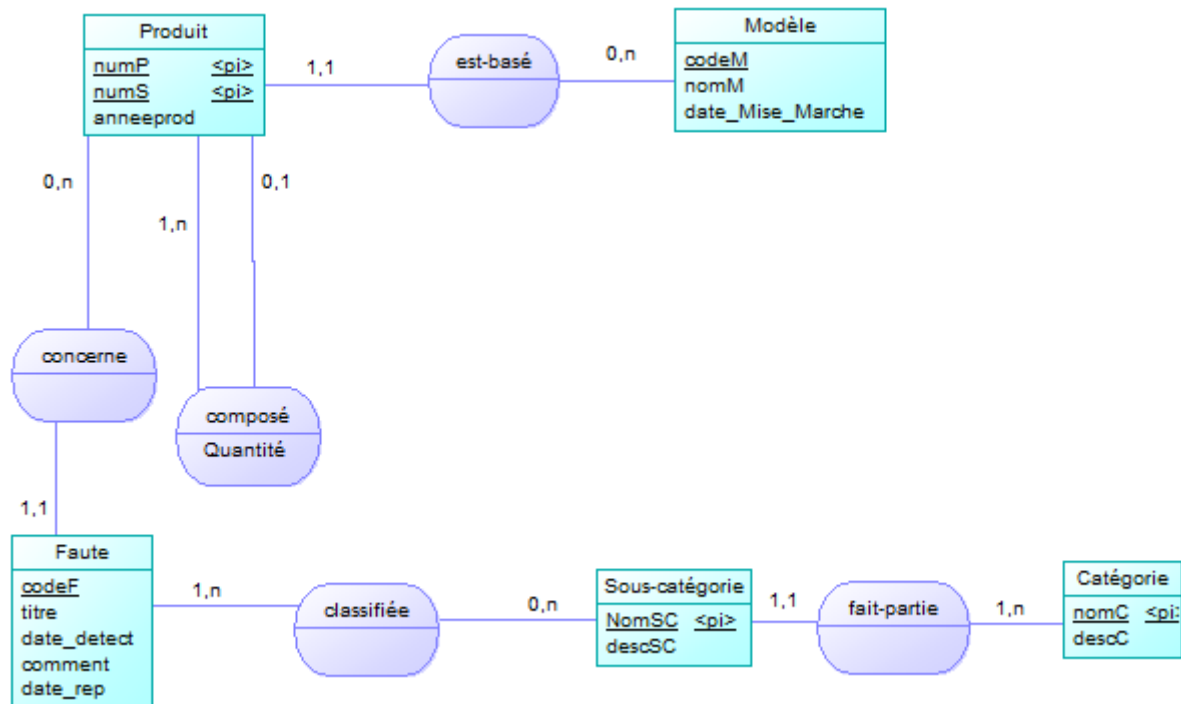 Produit
numP <pi>
numS <pi>
anneeprod
1,1
est-basé
0,n
Modèle
codeM
nomM
date_Mise_Marche
0,n
1,n
0,1
concerne
composé
Quantité
1,1
Faute
codeF
titre
date_detect
comment
date_rep
1,n
classifiée
0,n
Sous-catégorie
NomSC <pi>
descSC
1,1
fait-partie
1,n
Catégorie
nomC <pi
descC